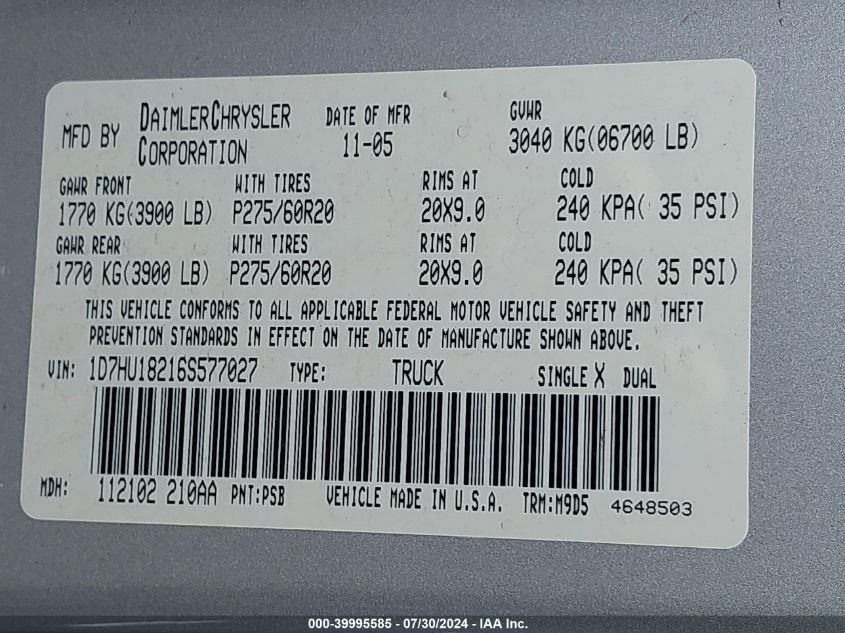 MFD BY DAIMLERCHRYSLER CORPORATION DATE OF MFR 11-05 GVWR 3040 KG(06700 LB)
GAWR FRONT WITH TIRES RIMS AT COLD
1770 KG(3900 LB) P275/60R20 20X9.0 240 KPA( 35 PSI)
GAWR REAR WITH TIRES RIMS AT COLD
1770 KG(3900 LB) P275/60R20 20X9.0 240 KPA( 35 PSI)
THIS VEHICLE CONFORMS TO ALL APPLICABLE FEDERAL MOTOR VEHICLE SAFETY AND THEFT
PREVENTION STANDARDS IN EFFECT ON THE DATE OF MANUFACTURE SHOWN ABOVE.
VIN: 1D7HU18216S577027 TYPE: TRUCK SINGLE X DUAL
MDH: 112102 210AA PNT:PSB VEHICLE MADE IN U.S.A. TRM:M9D5 4648503
000-39995585 - 07/30/2024 - IAA Inc.